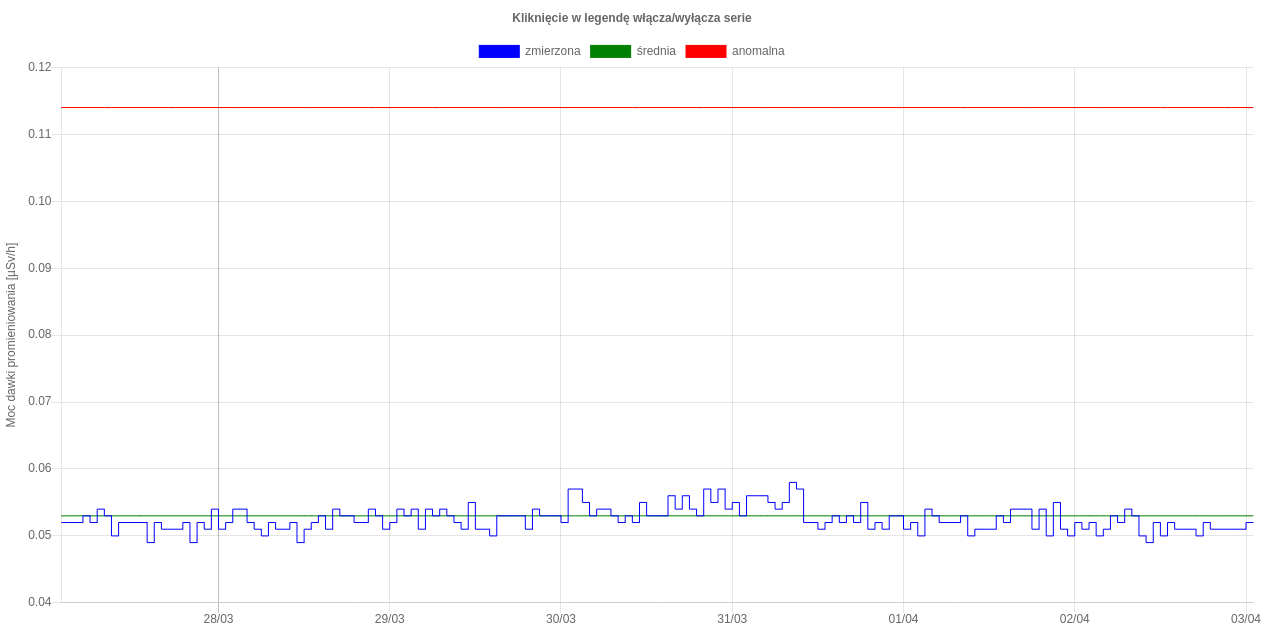 Kliknięcie w legendę włącza/wyłącza serie
zmierzona średnia anomalna
Moc dawki promieniowania [µSv/h]
0.12
0.11
0.10
0.09
0.08
0.07
0.06
0.05
0.04
28/03 29/03 30/03 31/03 01/04 02/04 03/04